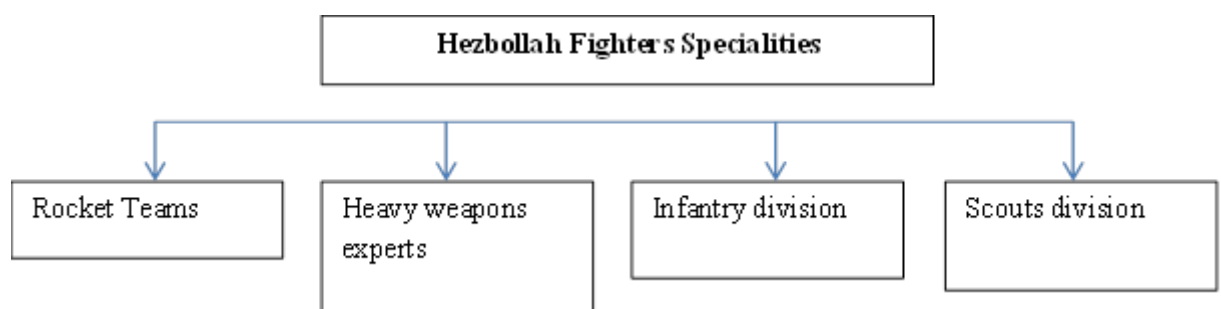 Hezbollah Fighters Specialities
Rocket Teams
Heavy weapons
experts
Infantry division
Scouts division